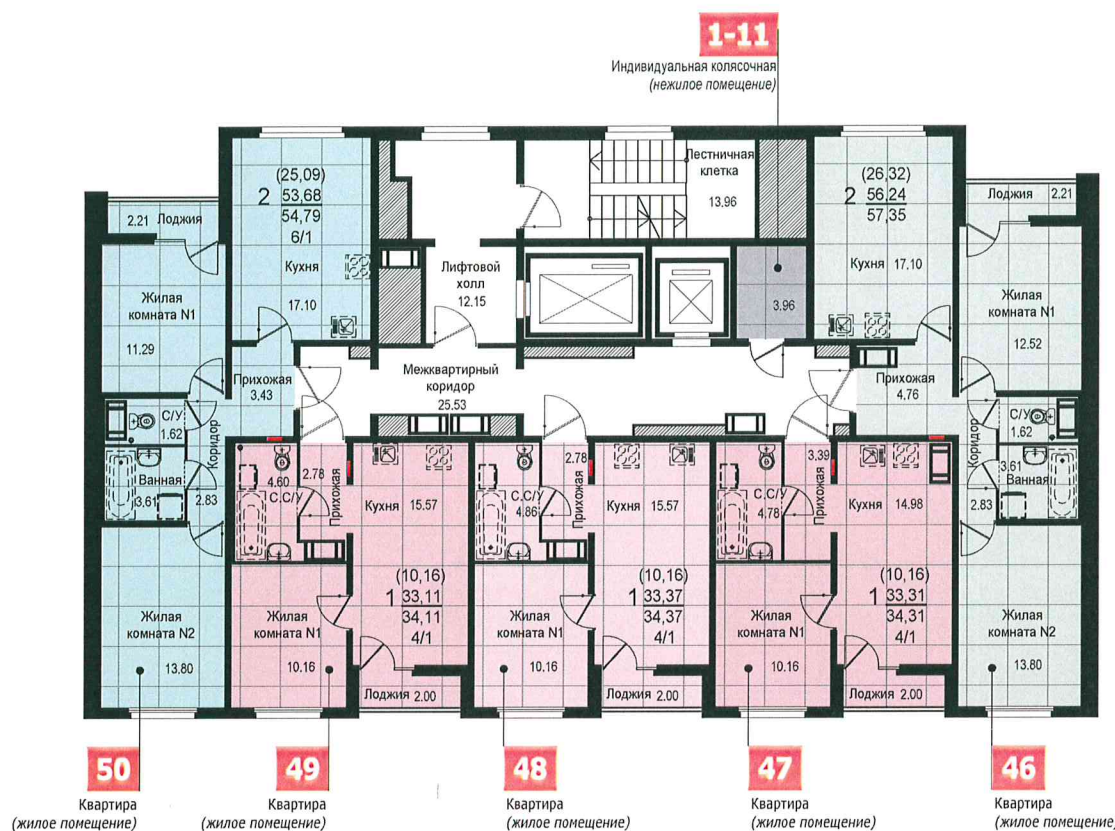 1-11
Индивидуальная колясочная
(нежилое помещение)
(25,09)
2 53,68
54,79
6/1
Кухня
17.10
2.21 Лоджия
Жилая
комната N1
11.29
Прихожая
3.43
С/У
1.62
Коридор
Ванная
3.61
2.83
Жилая
комната N2
13.80
Лифтовой
холл
12.15
Лестничная
клетка
13.96
3.96
Межквартирный
коридор
25.53
(26,32)
2 56,24
57,35
Кухня 17.10
Лоджия 2.21
Жилая
комната N1
12.52
Прихожая
4.76
С/У
1.62
Коридор
3.61
Ванная
2.83
Жилая
комната N2
13.80
4.60
С.С/У
2.78
Прихожая
Кухня 15.57
(10,16)
1 33,11
34,11
4/1
Жилая
комната N1
10.16
Лоджия 2.00
С.С/У
4.86
2.78
Прихожая
Кухня 15.57
(10,16)
1 33,37
34,37
4/1
Жилая
комната N1
10.16
Лоджия 2.00
С.С/У
4.78
3.39
Прихожая
Кухня 14.98
(10,16)
1 33,31
34,31
4/1
Жилая
комната N1
10.16
Лоджия 2.00
50
Квартира
(жилое помещение)
49
Квартира
(жилое помещение)
48
Квартира
(жилое помещение)
47
Квартира
(жилое помещение)
46
Квартира
(жилое помещение